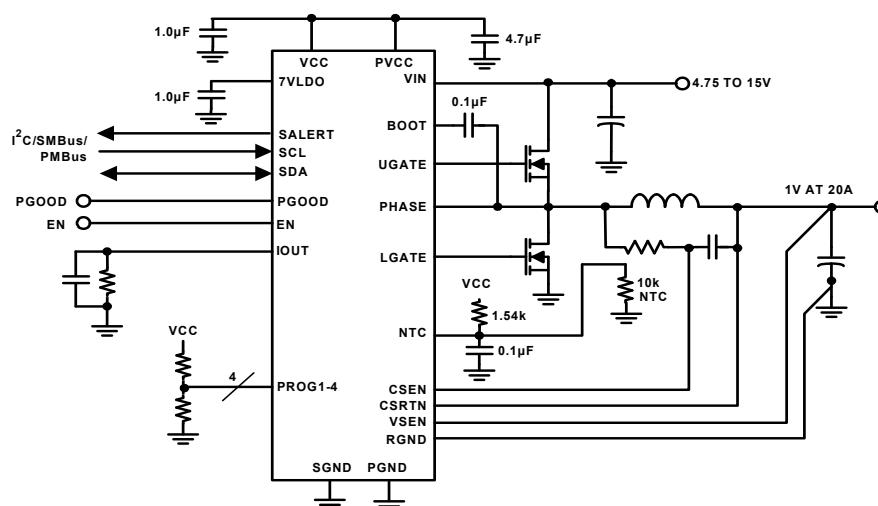 1.0µF
4.7µF
VCC
PVCC
7VLDO
VIN
4.75 TO 15V
1.0µF
0.1µF
BOOT
I²C/SMBus/
PMBus
SALERT
SCL
SDA
UGATE
PGOOD
PGOOD
PHASE
1V AT 20A
EN
EN
IOUT
LGATE
VCC
10k
NTC
1.54k
VCC
NTC
0.1µF
4
PROG1-4
CSEN
CSRTN
VSEN
RGND
SGND
PGND